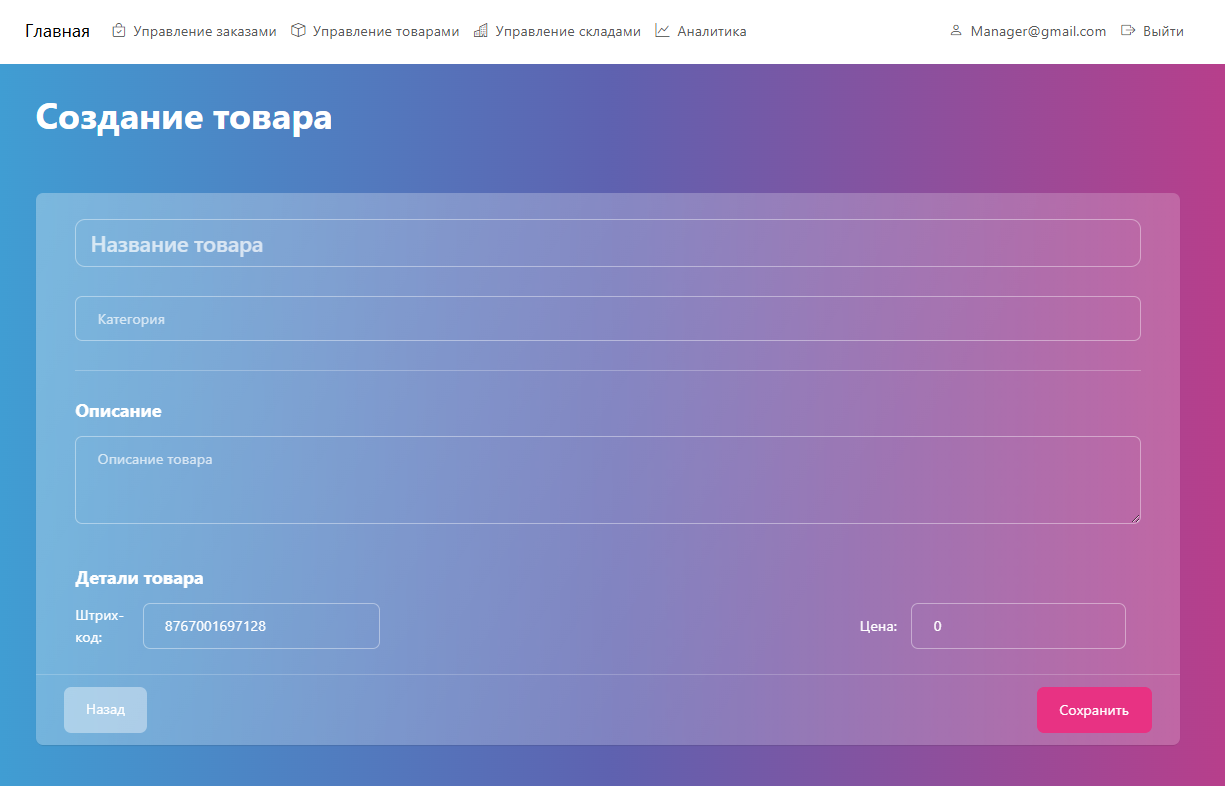 Главная Управление заказами Управление товарами Управление складами Аналитика Manager@gmail.com Выйти
Создание товара
Название товара
Категория
Описание
Описание товара
Детали товара
Штрих-
код: 8767001697128 Цена: 0
Назад Сохранить